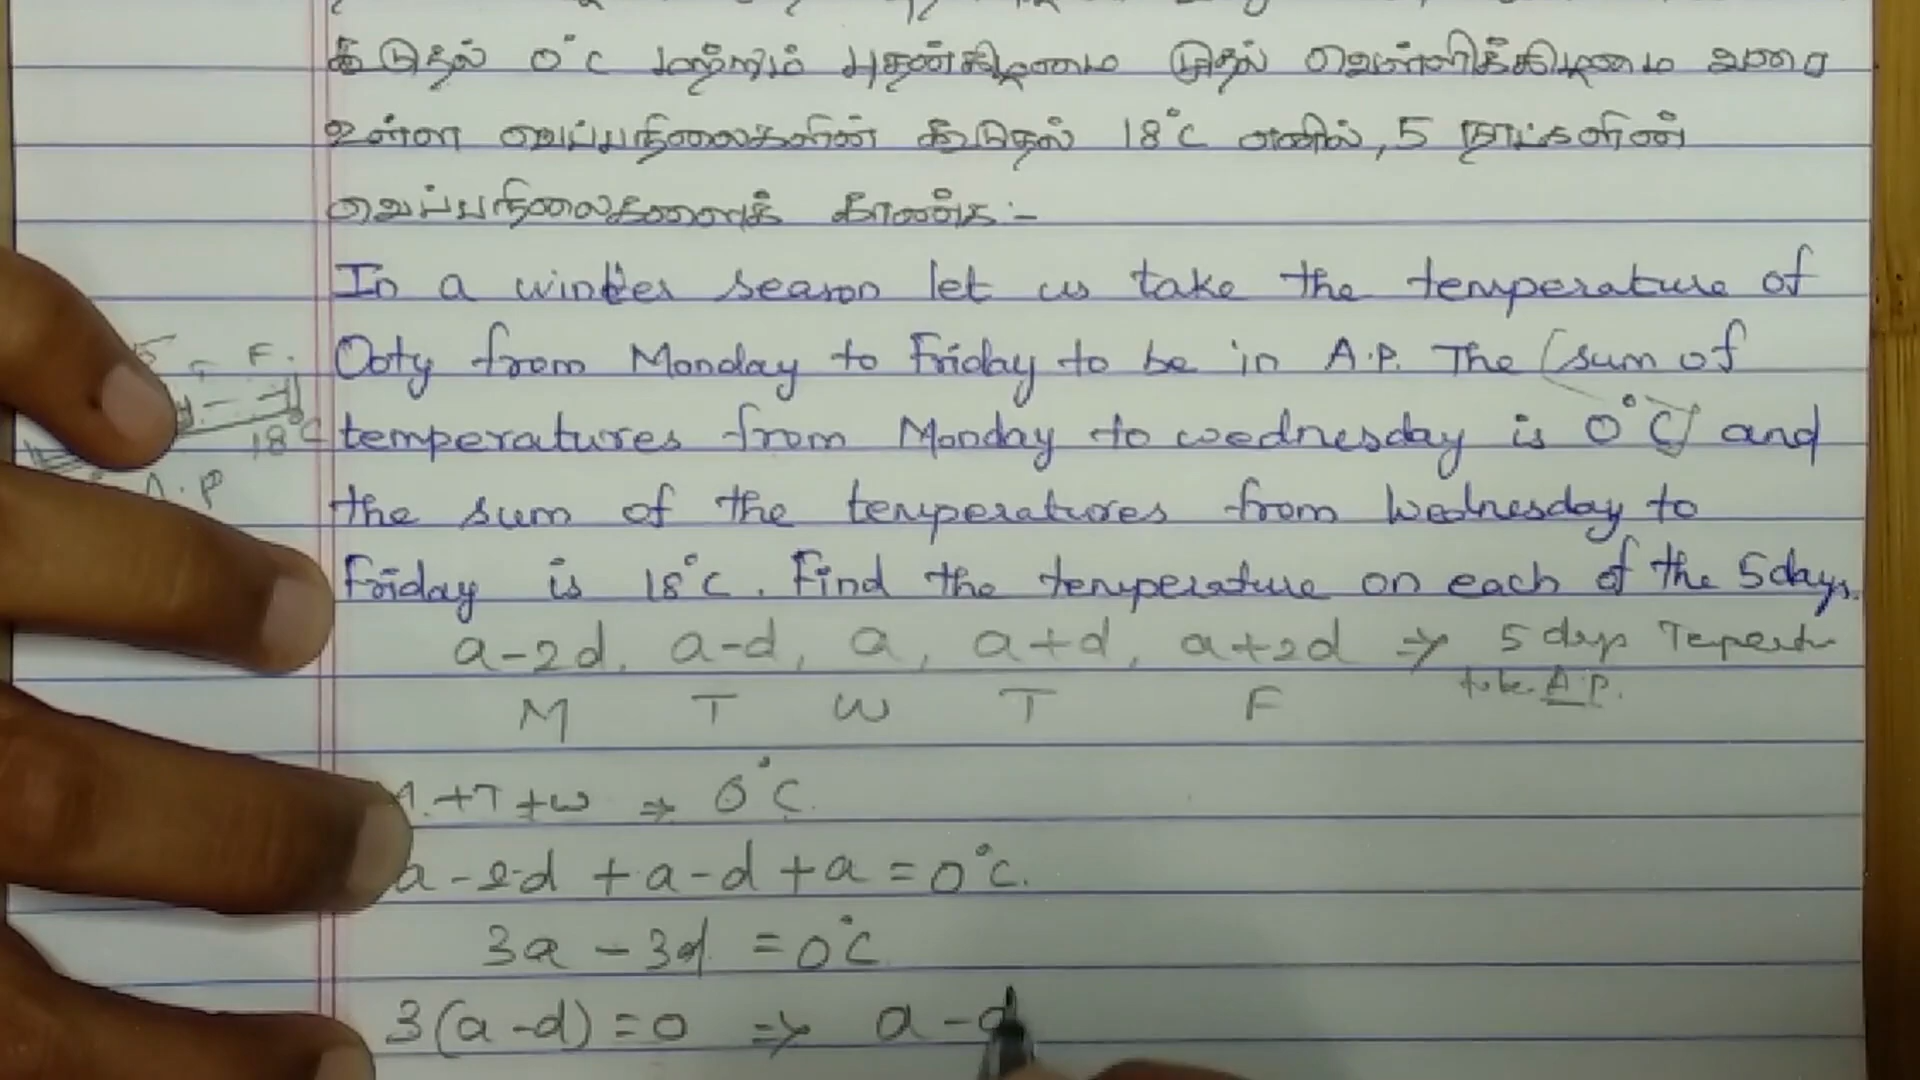 கூடுதல் 0°C மற்றும் புதன்கிழமை முதல் வெள்ளிக்கிழமை வரை
உள்ள வெப்பநிலைகளின் கூடுதல் 18°C எனில், 5 நாட்களின்
வெப்பநிலைகளைக் காண்க:-
In a winter season let us take the temperature of
Ooty from Monday to Friday to be in A.P. The (sum of
temperatures from Monday to wednesday is 0°C) and
the sum of the temperatures from Wednesday to
Friday is 18°C. Find the temperature on each of the 5days.
F.
18°C
A.P
a-2d, a-d, a, a+d, a+2d ⇒ 5 days
to be A.P.
M T W T F
+T+W ⇒ 0°C.
a-2d + a-d + a = 0°C.
3a - 3d = 0°C
3(a-d) = 0 ⇒ a-d